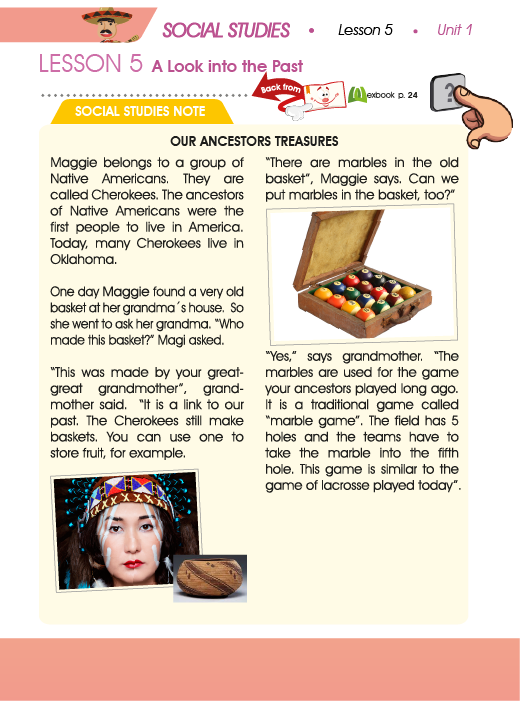 SOCIAL STUDIES • Lesson 5 • Unit 1
LESSON 5 A Look into the Past
Back from
exbook p. 24
?
SOCIAL STUDIES NOTE
OUR ANCESTORS TREASURES
Maggie belongs to a group of
Native Americans. They are
called Cherokees. The ancestors
of Native Americans were the
first people to live in America.
Today, many Cherokees live in
Oklahoma.
One day Maggie found a very old
basket at her grandma´s house. So
she went to ask her grandma. “Who
made this basket?” Magi asked.
“This was made by your great-
great grandmother”, grand-
mother said. “It is a link to our
past. The Cherokees still make
baskets. You can use one to
store fruit, for example.
“There are marbles in the old
basket”, Maggie says. Can we
put marbles in the basket, too?”
“Yes,” says grandmother. “The
marbles are used for the game
your ancestors played long ago.
It is a traditional game called
“marble game”. The field has 5
holes and the teams have to
take the marble into the fifth
hole. This game is similar to the
game of lacrosse played today”.